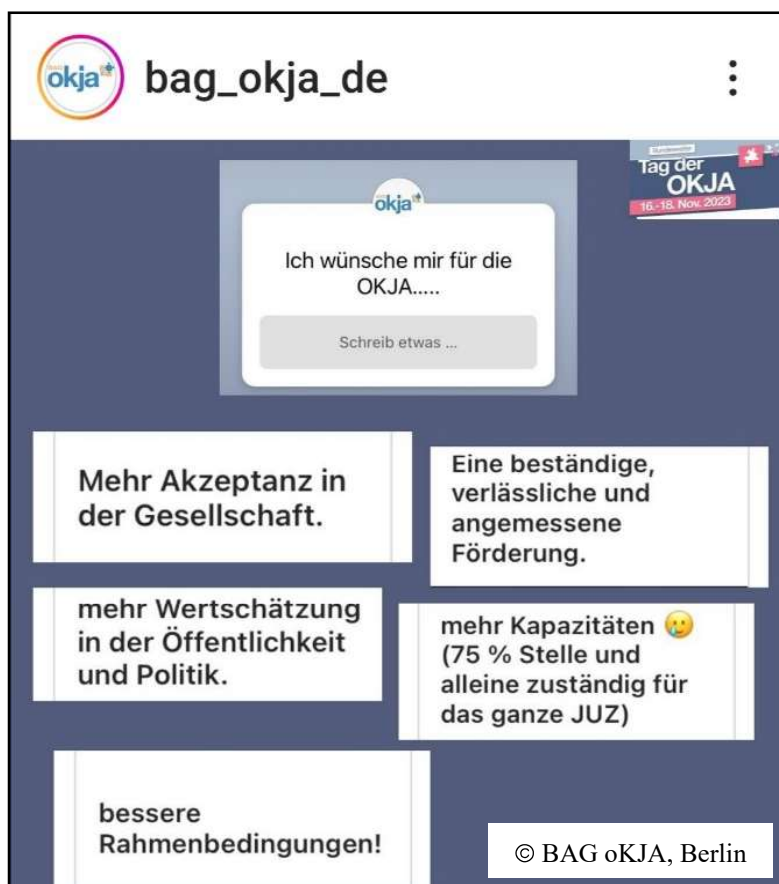 okja
bag_okja_de
Bundesweiter
Tag der
OKJA
16.-18. Nov. 2023
okja
Ich wünsche mir für die
OKJA.....
Schreib etwas ...
Mehr Akzeptanz in
der Gesellschaft.
Eine beständige,
verlässliche und
angemessene
Förderung.
mehr Wertschätzung
in der Öffentlichkeit
und Politik.
mehr Kapazitäten 🥲
(75 % Stelle und
alleine zuständig für
das ganze JUZ)
bessere
Rahmenbedingungen!
© BAG oKJA, Berlin